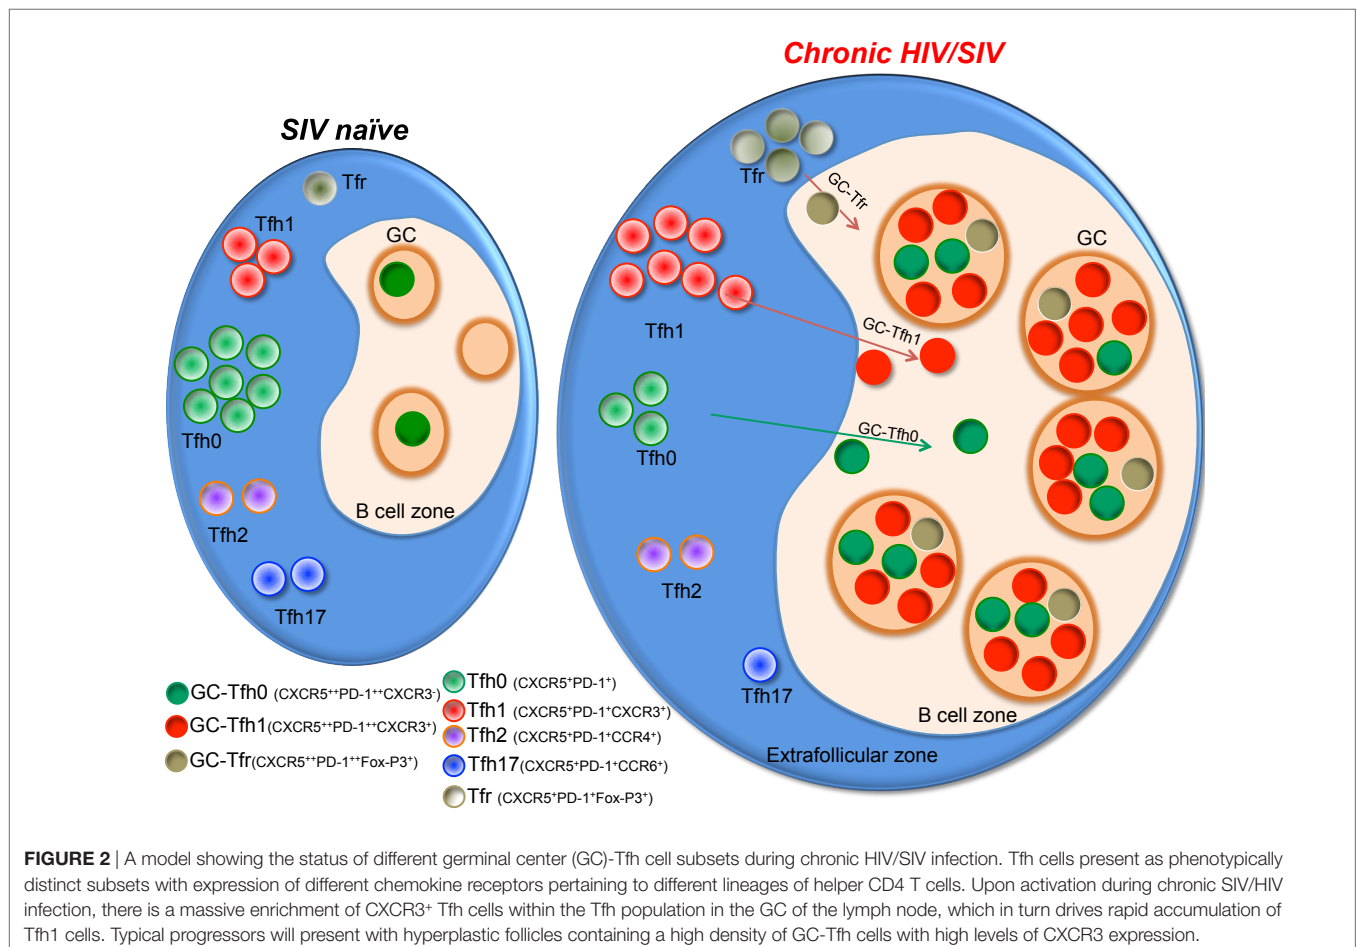 Chronic HIV/SIV
SIV naïve
Tfr
Tfh1
GC
Tfh0
B cell zone
Tfh2
Tfh17
Tfr
GC-Tfr
GC
Tfh1
GC-Tfh1
Tfh0
GC-Tfh0
Tfh2
Tfh17
B cell zone
Extrafollicular zone
GC-Tfh0 (CXCR5⁺⁺PD-1⁺⁺CXCR3⁻)
GC-Tfh1(CXCR5⁺⁺PD-1⁺⁺CXCR3⁺)
GC-Tfr(CXCR5⁺⁺PD-1⁺⁺Fox-P3⁺)
Tfh0 (CXCR5⁺PD-1⁺)
Tfh1 (CXCR5⁺PD-1⁺CXCR3⁺)
Tfh2 (CXCR5⁺PD-1⁺CCR4⁺)
Tfh17(CXCR5⁺PD-1⁺CCR6⁺)
Tfr (CXCR5⁺PD-1⁺Fox-P3⁺)
FIGURE 2 | A model showing the status of different germinal center (GC)-Tfh cell subsets during chronic HIV/SIV infection. Tfh cells present as phenotypically
distinct subsets with expression of different chemokine receptors pertaining to different lineages of helper CD4 T cells. Upon activation during chronic SIV/HIV
infection, there is a massive enrichment of CXCR3⁺ Tfh cells within the Tfh population in the GC of the lymph node, which in turn drives rapid accumulation of
Tfh1 cells. Typical progressors will present with hyperplastic follicles containing a high density of GC-Tfh cells with high levels of CXCR3 expression.